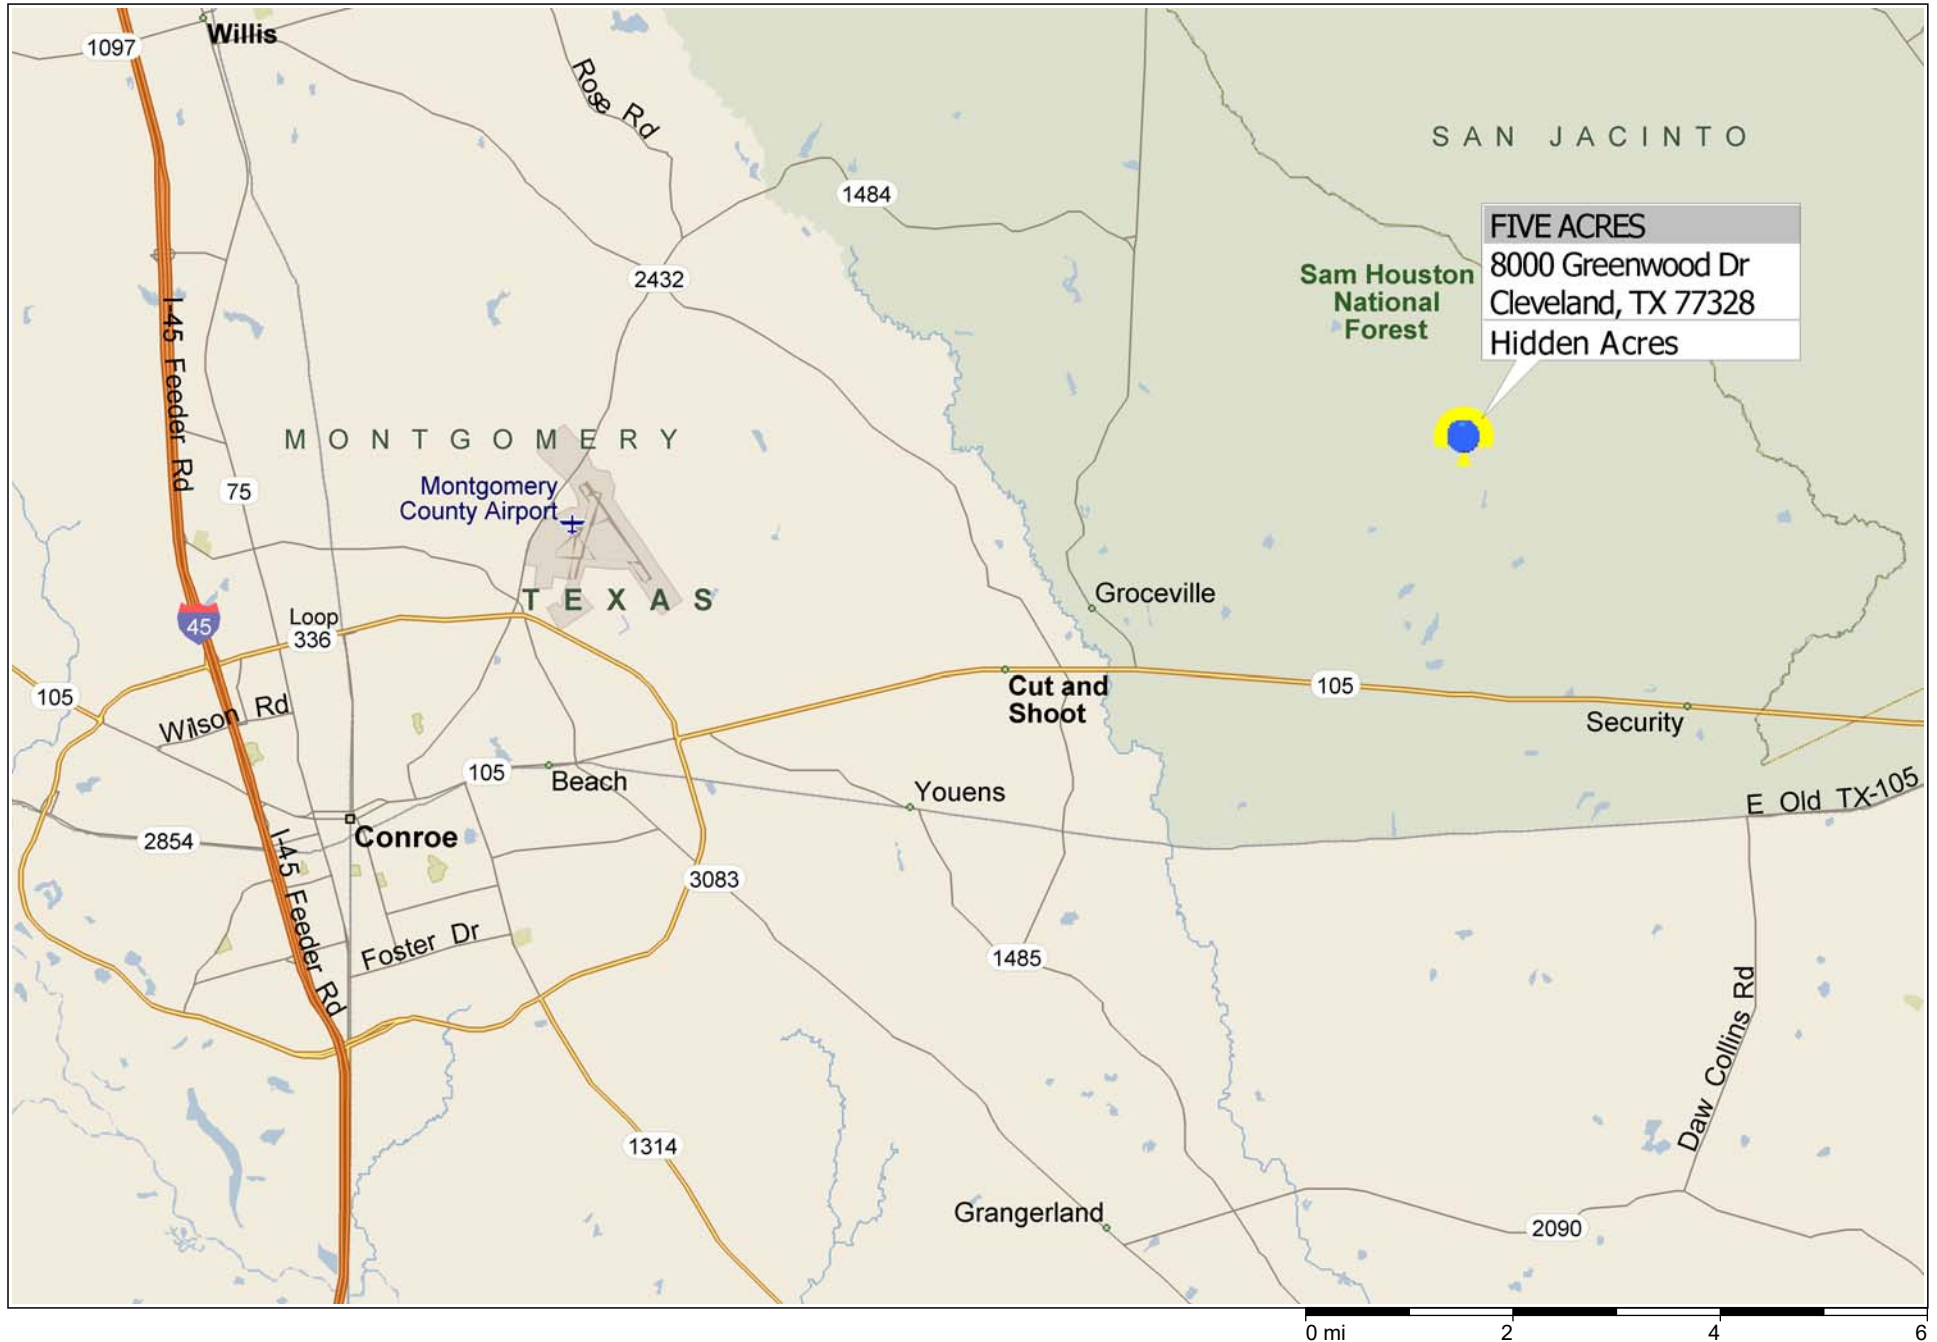 Willis
1097
Rose Rd
1484
SAN JACINTO
FIVE ACRES
8000 Greenwood Dr
Cleveland, TX 77328
Hidden Acres
Sam Houston
National
Forest
2432
I-45 Feeder Rd
MONTGOMERY
75
Montgomery
County Airport
TEXAS
Groceville
45
Loop
336
105
Wilson Rd
Cut and
Shoot
105
Security
105
Beach
Youens
E Old TX-105
2854
Conroe
I-45 Feeder Rd
3083
Foster Dr
1485
Daw Collins Rd
1314
Grangerland
2090
0 mi 2 4 6